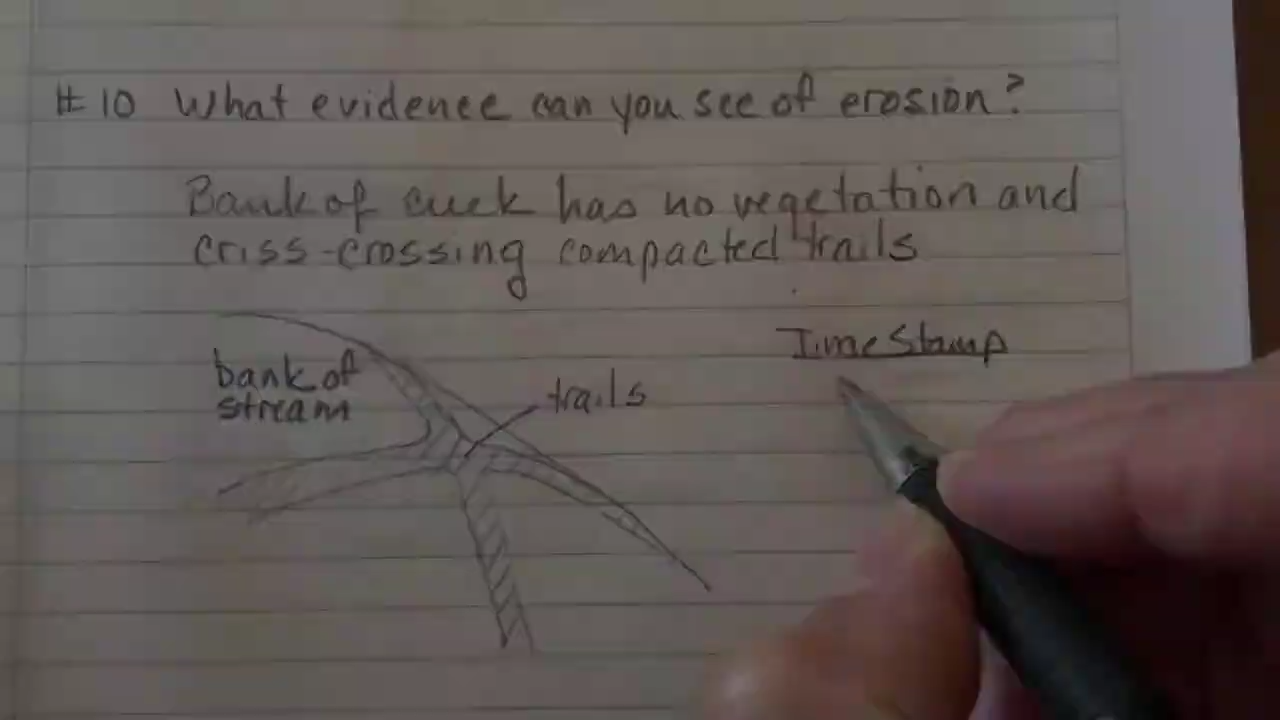 #10 What evidence can you see of erosion?
Bank of creek has no vegetation and
criss-crossing compacted trails
Time Stamp
bank of
stream
trails